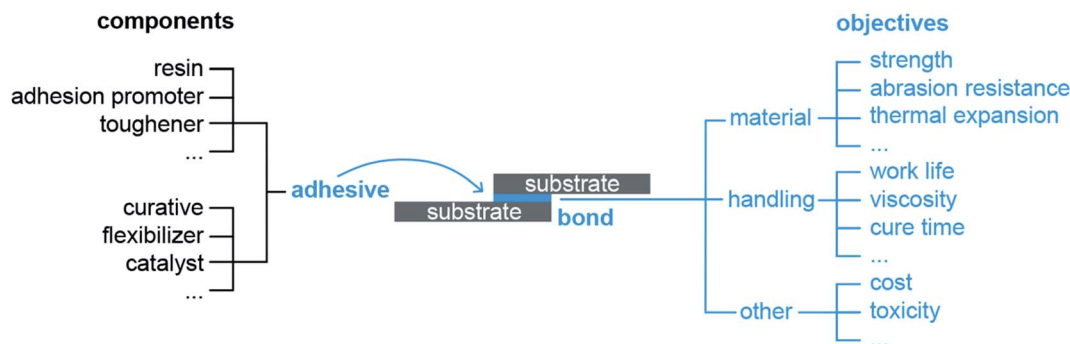 components
resin
adhesion promoter
toughener
...
curative
flexibilizer
catalyst
...
adhesive
substrate
substrate
bond
objectives
material
strength
abrasion resistance
thermal expansion
...
handling
work life
viscosity
cure time
...
other
cost
toxicity
...